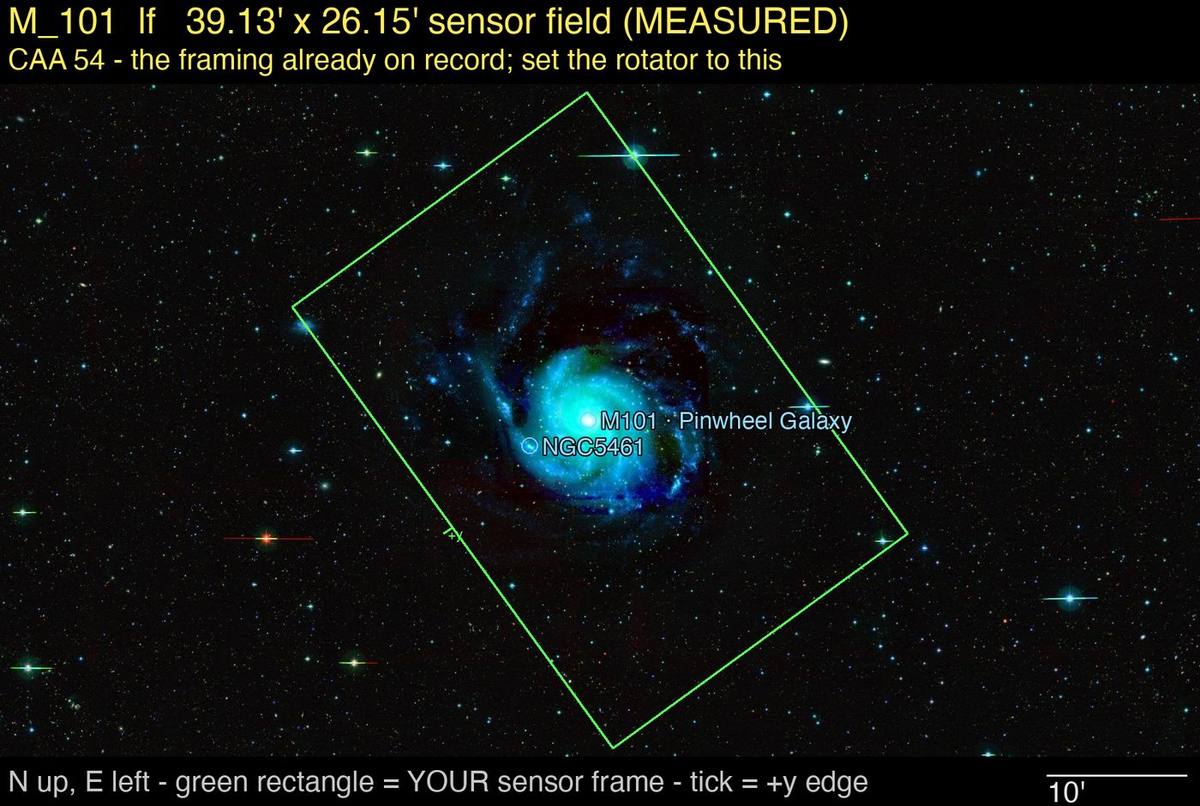 M_101 lf 39.13' x 26.15' sensor field (MEASURED)
CAA 54 - the framing already on record; set the rotator to this
M101 · Pinwheel Galaxy
NGC5461
+y
N up, E left - green rectangle = YOUR sensor frame - tick = +y edge
10'